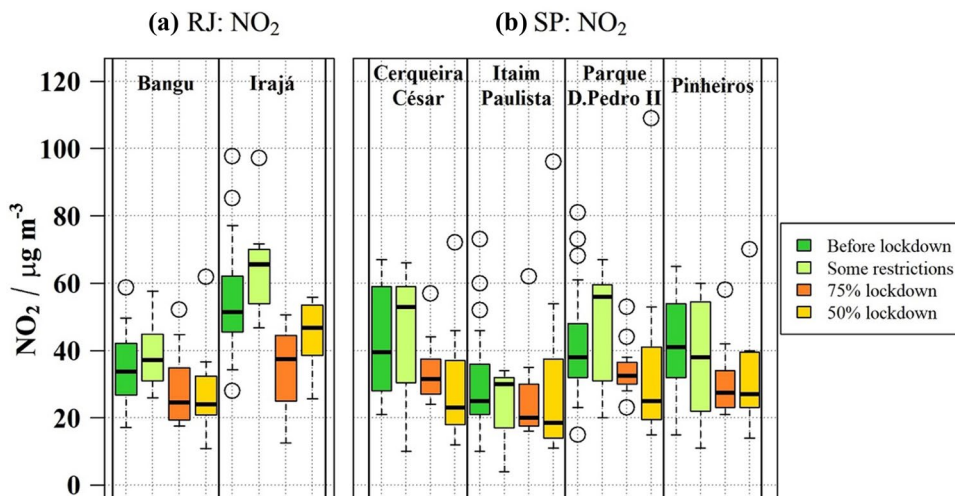 (a) RJ: NO₂
(b) SP: NO₂
NO₂ / μg m⁻³
120
100
80
60
40
20
0
Bangu
Irajá
Cerqueira
César
Itaim
Paulista
Parque
D.Pedro II
Pinheiros
Before lockdown
Some restrictions
75% lockdown
50% lockdown